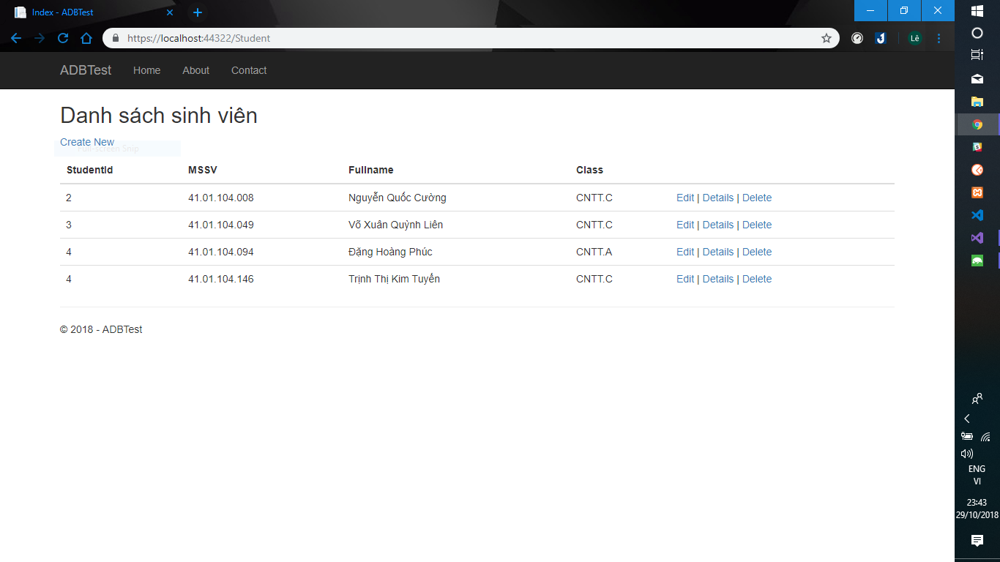 Index - ADBTest
https://localhost:44322/Student
Lê
ADBTest Home About Contact
Danh sách sinh viên
Create New
Full-screen Snip
StudentId MSSV Fullname Class
2 41.01.104.008 Nguyễn Quốc Cường CNTT.C Edit | Details | Delete
3 41.01.104.049 Võ Xuân Quỳnh Liên CNTT.C Edit | Details | Delete
4 41.01.104.094 Đặng Hoàng Phúc CNTT.A Edit | Details | Delete
4 41.01.104.146 Trịnh Thị Kim Tuyến CNTT.C Edit | Details | Delete
© 2018 - ADBTest
ENG
VI
23:43
29/10/2018